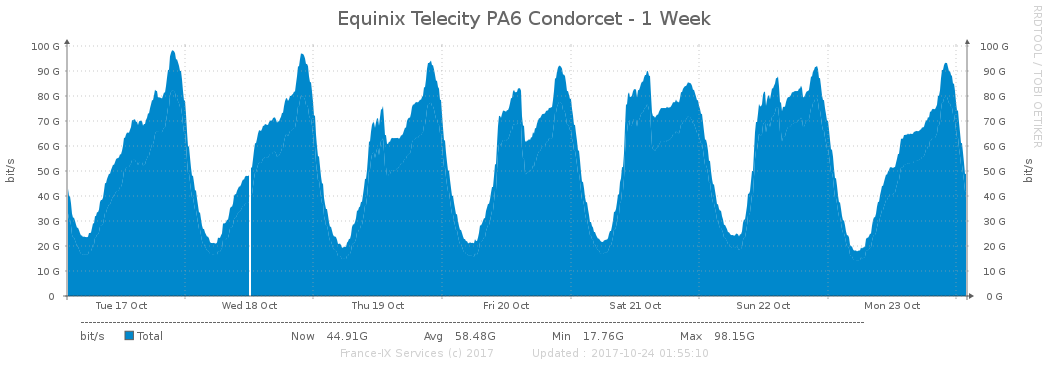 Equinix Telecity PA6 Condorcet - 1 Week
RRDTOOL / TOBI OETIKER
100 G 100 G
90 G 90 G
80 G 80 G
70 G 70 G
60 G 60 G
50 G 50 G
40 G 40 G
30 G 30 G
20 G 20 G
10 G 10 G
0 0 G
bit/s bit/s
Tue 17 Oct Wed 18 Oct Thu 19 Oct Fri 20 Oct Sat 21 Oct Sun 22 Oct Mon 23 Oct
bit/s Total Now 44.91G Avg 58.48G Min 17.76G Max 98.15G
France-IX Services (c) 2017 Updated : 2017-10-24 01:55:10